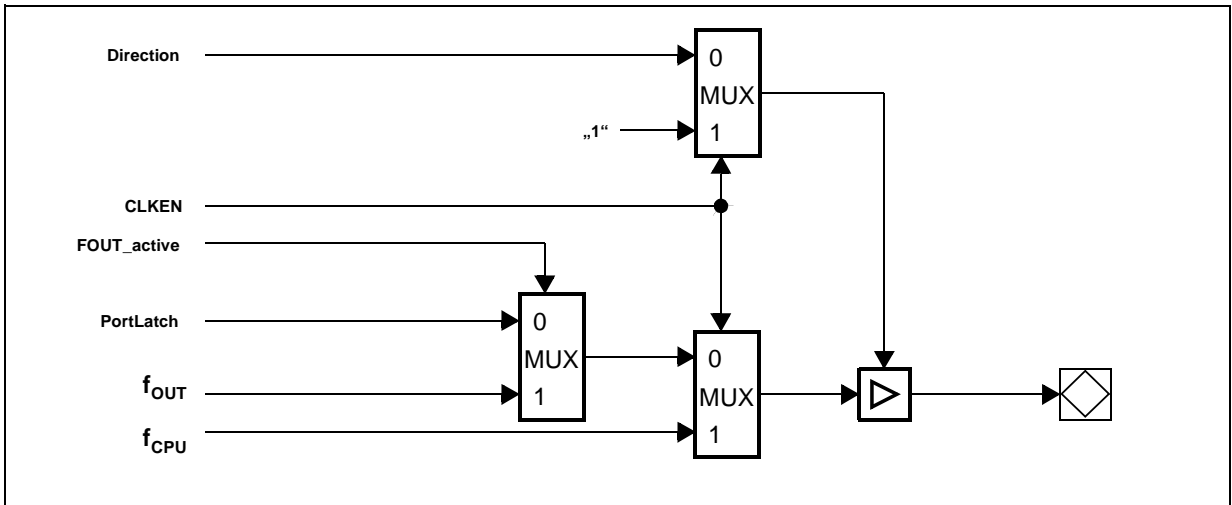 Direction
0
MUX
„1“
1
CLKEN
FOUT_active
PortLatch
0
MUX
0
fOUT
1
MUX
fCPU
1